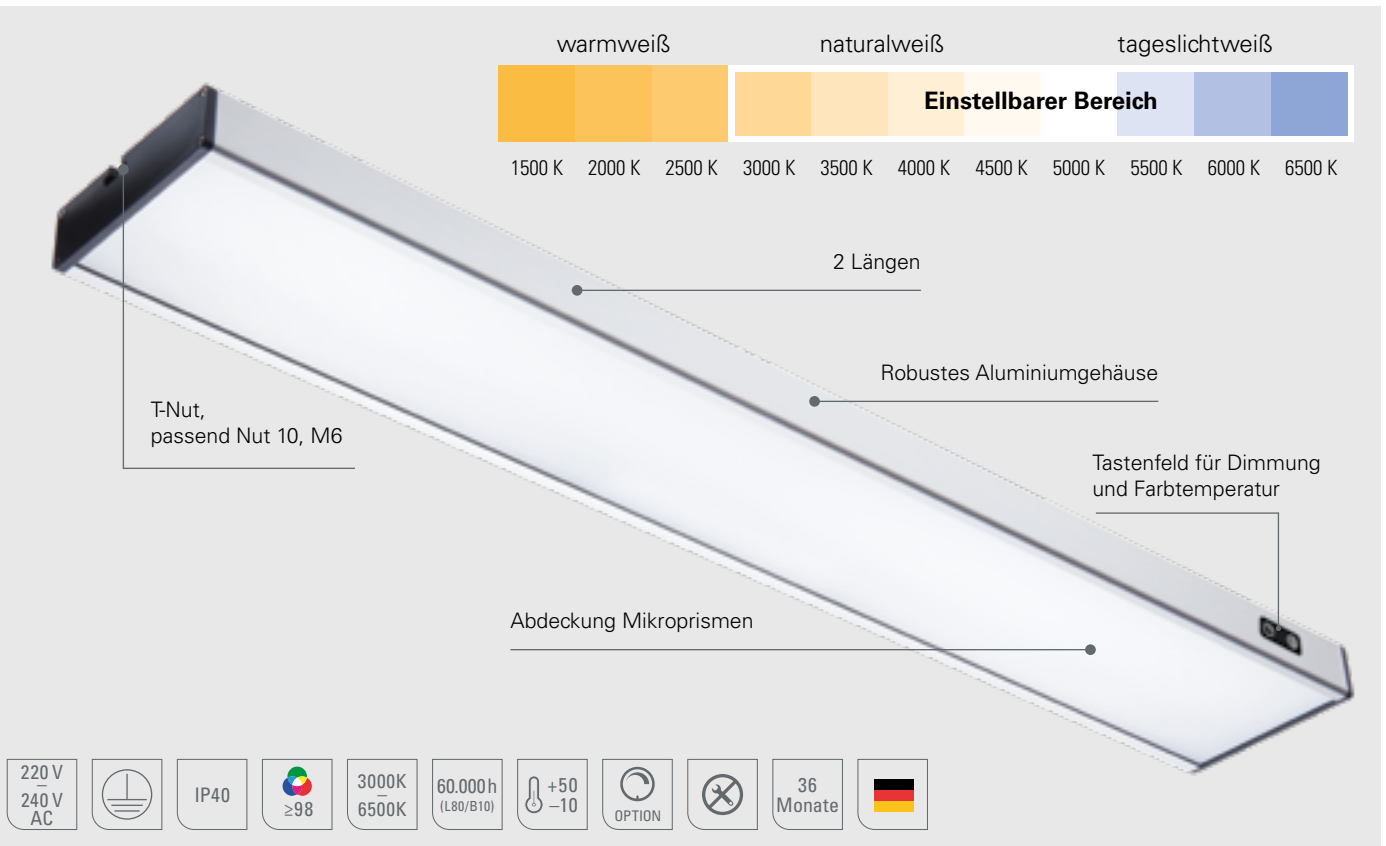 warmweiß naturalweiß tageslichtweiß
Einstellbarer Bereich
1500 K 2000 K 2500 K 3000 K 3500 K 4000 K 4500 K 5000 K 5500 K 6000 K 6500 K
2 Längen
Robustes Aluminiumgehäuse
T-Nut,
passend Nut 10, M6
Tastenfeld für Dimmung
und Farbtemperatur
Abdeckung Mikroprismen
220 V
–
240 V
AC
IP40
≥98
3000K
–
6500K
60.000 h
(L80/B10)
+50
–10
OPTION
36
Monate